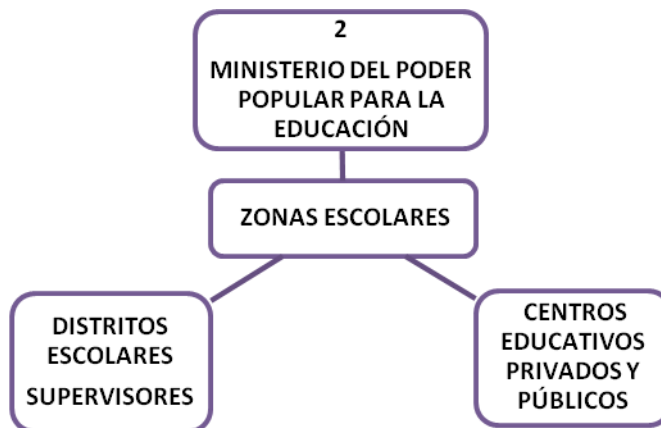 2
MINISTERIO DEL PODER
POPULAR PARA LA
EDUCACIÓN
ZONAS ESCOLARES
DISTRITOS
ESCOLARES
SUPERVISORES
CENTROS
EDUCATIVOS
PRIVADOS Y
PÚBLICOS